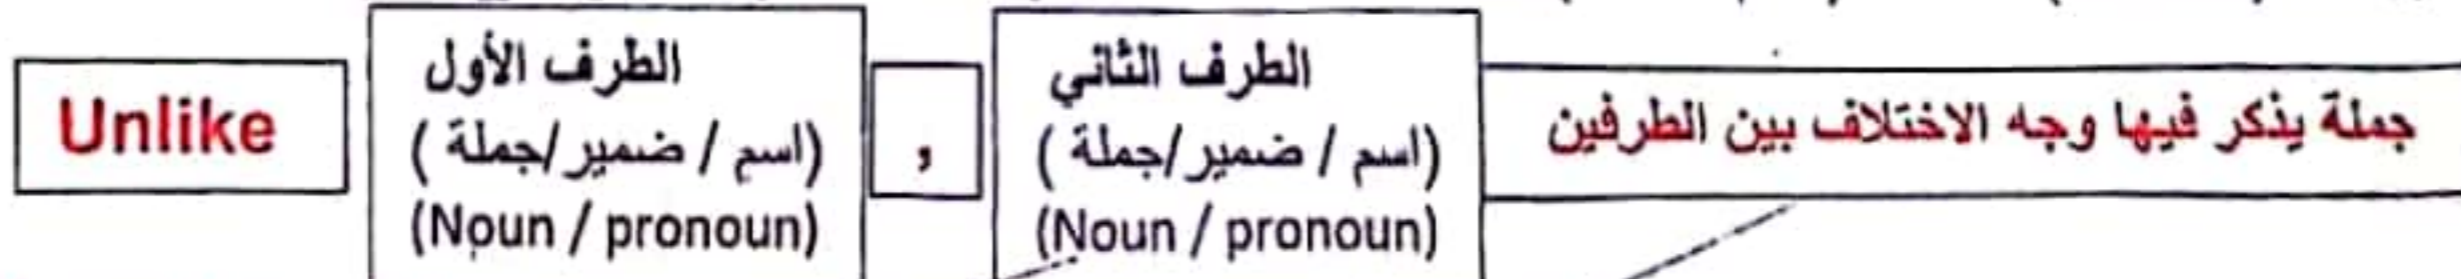 Unlike
الطرف الأول
(اسم / ضمير/جملة )
(Noun / pronoun)
,
الطرف الثاني
(اسم / ضمير/جملة )
(Noun / pronoun)
جملة يذكر فيها وجه الاختلاف بين الطرفين